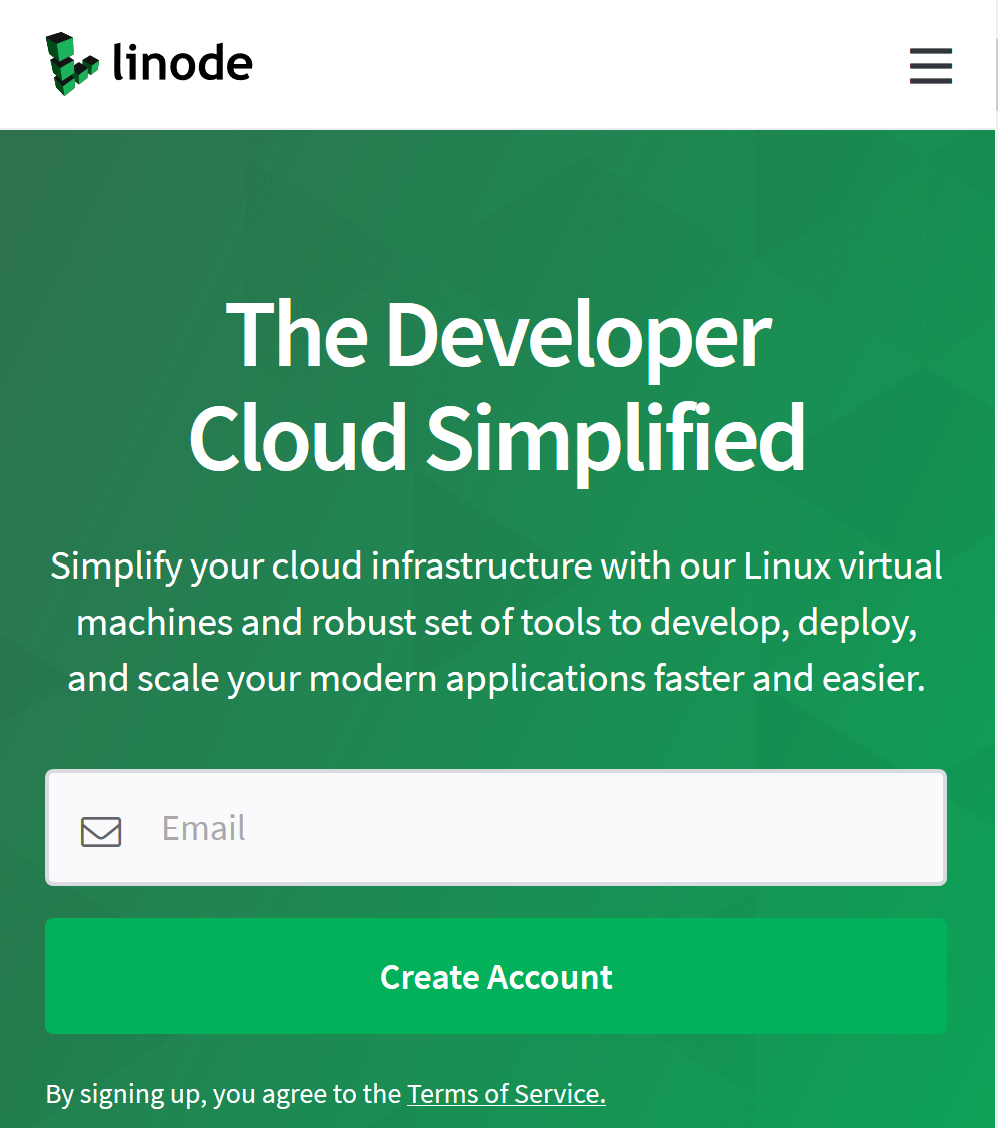 linode
The Developer
Cloud Simplified
Simplify your cloud infrastructure with our Linux virtual
machines and robust set of tools to develop, deploy,
and scale your modern applications faster and easier.
Email
Create Account
By signing up, you agree to the Terms of Service.